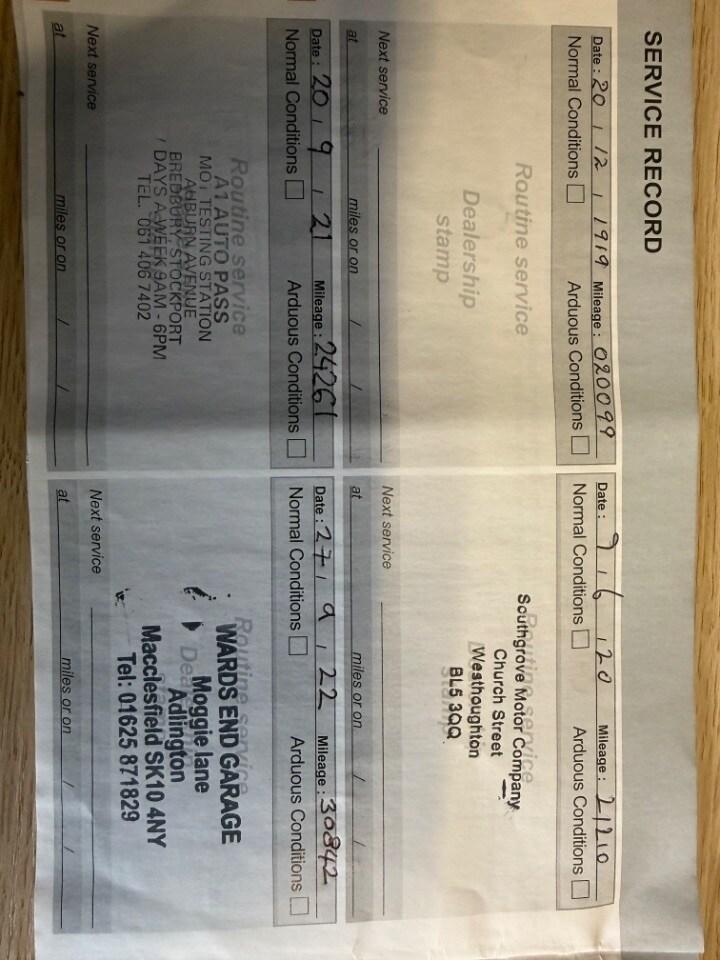 SERVICE RECORD
Date : 20 / 12 / 1919 Mileage : 020099
Normal Conditions Arduous Conditions
Routine service
Dealership
stamp
Next service
at miles or on / /
Date : 9 / 6 / 20 Mileage : 21210
Normal Conditions Arduous Conditions
Routine service
Southgrove Motor Company
Church Street
Westhoughton
BL5 3QQ
Next service
at miles or on / /
Date : 20 / 9 / 21 Mileage : 24261
Normal Conditions Arduous Conditions
Routine service
A1 AUTO PASS
MOT TESTING STATION
AUBURN AVENUE
BREDBURY, STOCKPORT
7 DAYS A WEEK 9AM - 6PM
TEL. 061 406 7402
Next service
at miles or on / /
Date : 27 / 9 / 22 Mileage : 30842
Normal Conditions Arduous Conditions
Routine service
WARDS END GARAGE
Moggie lane
Adlington
Macclesfield SK10 4NY
Tel: 01625 871829
Next service
at miles or on / /